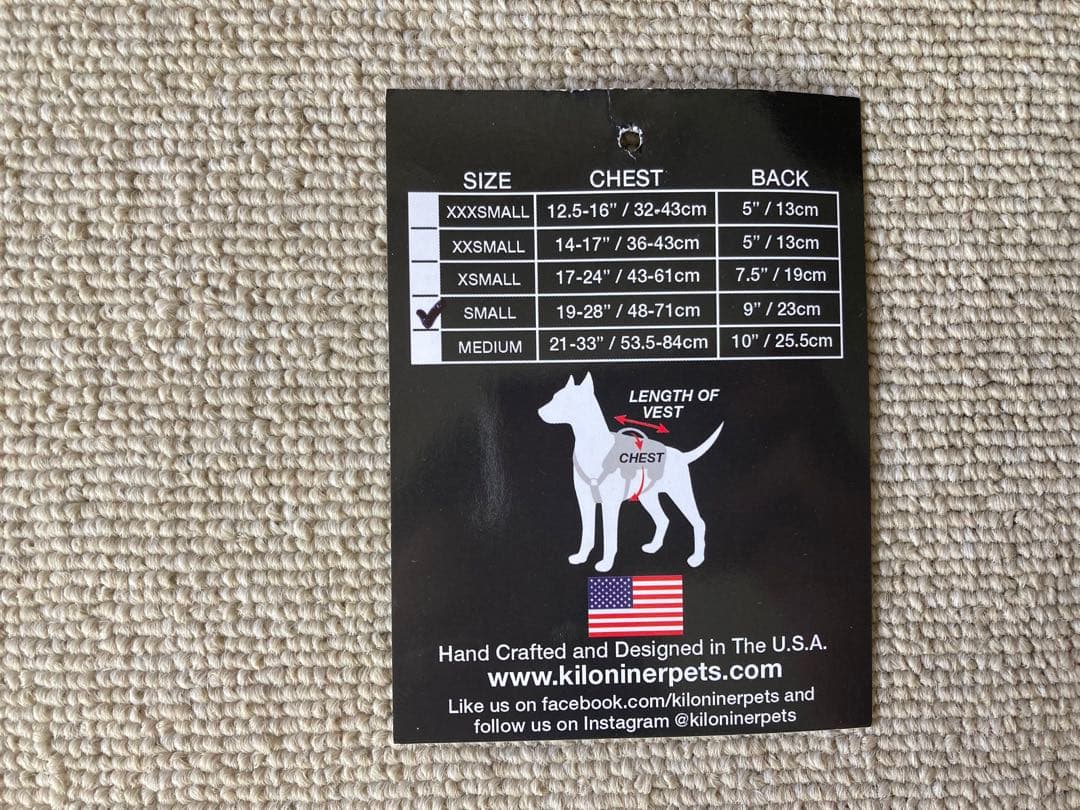 SIZE CHEST BACK
XXXSMALL 12.5-16” / 32-43cm 5” / 13cm
XXSMALL 14-17” / 36-43cm 5” / 13cm
XSMALL 17-24” / 43-61cm 7.5” / 19cm
SMALL 19-28” / 48-71cm 9” / 23cm
MEDIUM 21-33” / 53.5-84cm 10” / 25.5cm
LENGTH OF
VEST
CHEST
Hand Crafted and Designed in The U.S.A.
www.kiloninerpets.com
Like us on facebook.com/kiloninerpets and
follow us on Instagram @kiloninerpets